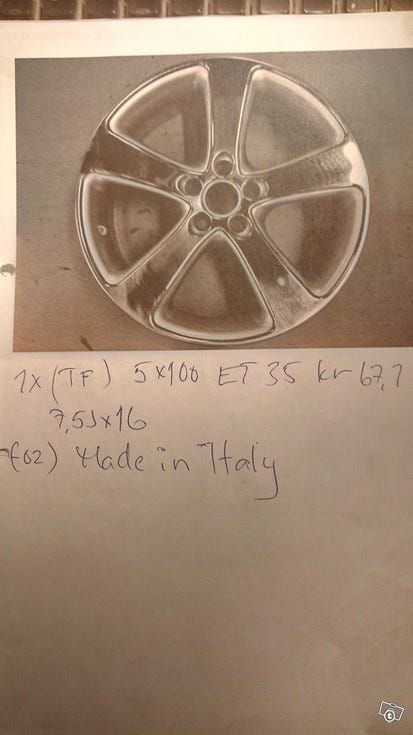 1X (TF) 5X100 ET 35 kr 67,1
7,5JX16
(02) Made in Italy